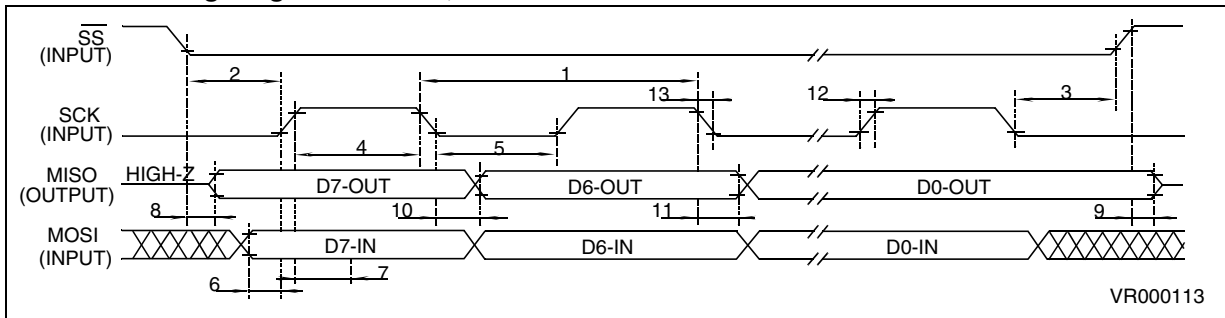 SS
(INPUT)
2
1
13
12
3
SCK
(INPUT)
4
5
MISO
(OUTPUT)
HIGH-Z
D7-OUT
D6-OUT
D0-OUT
8
10
11
9
MOSI
(INPUT)
D7-IN
D6-IN
D0-IN
6
7
VR000113